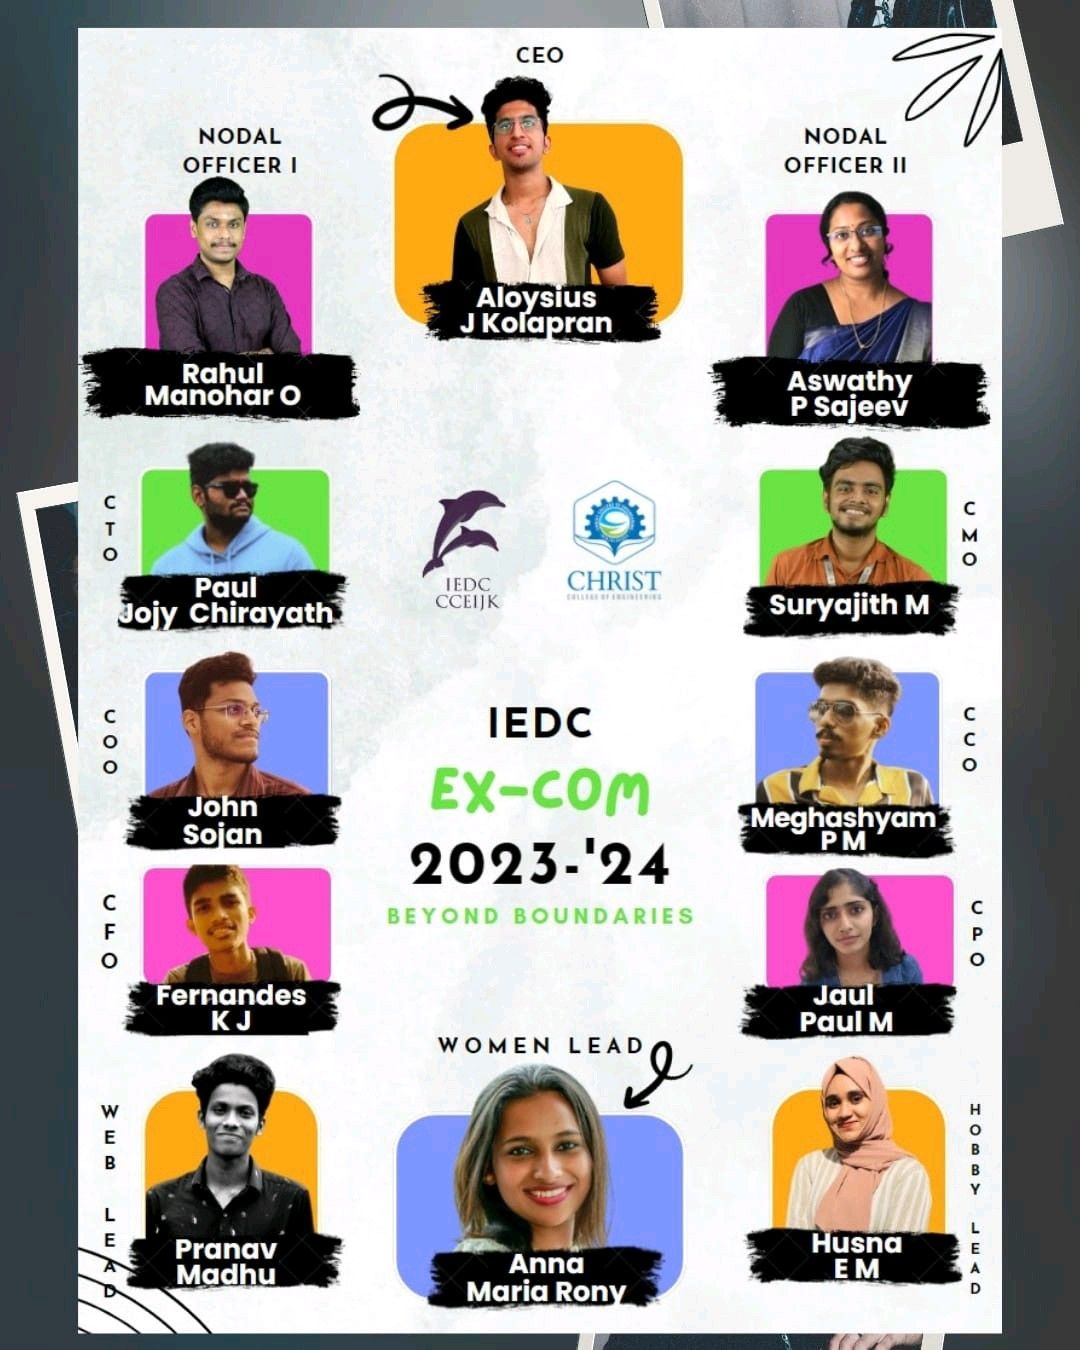 CEO
NODAL
OFFICER I
NODAL
OFFICER II
Aloysius
J Kolapran
Rahul
Manohar O
Aswathy
P Sajeev
CTO
Paul
Jojy Chirayath
IEDC
CCEIJK
CHRIST
COLLEGE OF ENGINEERING
CMO
Suryajith M
COO
John
Sojan
IEDC
EX-COM
2023-'24
BEYOND BOUNDARIES
CCO
Meghashyam
P M
CFO
Fernandes
K J
CPO
Jaul
Paul M
WOMEN LEAD
WEB LEAD
Pranav
Madhu
Anna
Maria Rony
HOBBY LEAD
Husna
E M